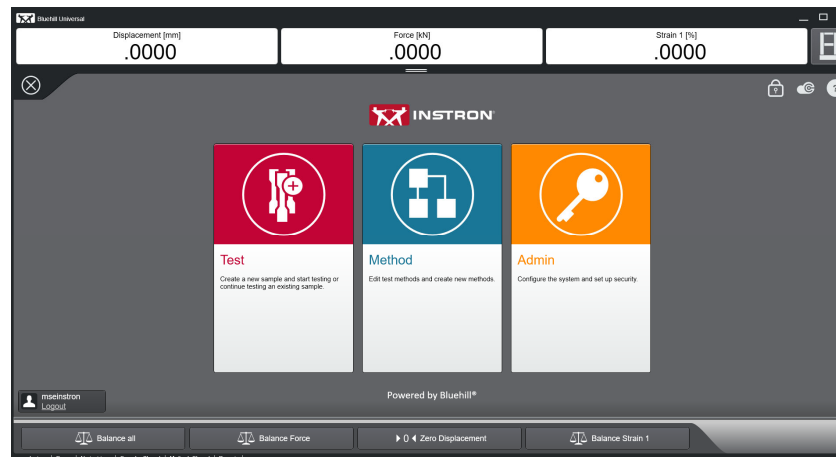 Bluehill Universal
Displacement [mm]
.0000
Force [kN]
.0000
Strain 1 [%]
.0000
INSTRON®
Test
Create a new sample and start testing or
continue testing an existing sample.
Method
Edit test methods and create new methods.
Admin
Configure the system and set up security.
mseinstron
Logout
Powered by Bluehill®
Balance all
Balance Force
0 Zero Displacement
Balance Strain 1